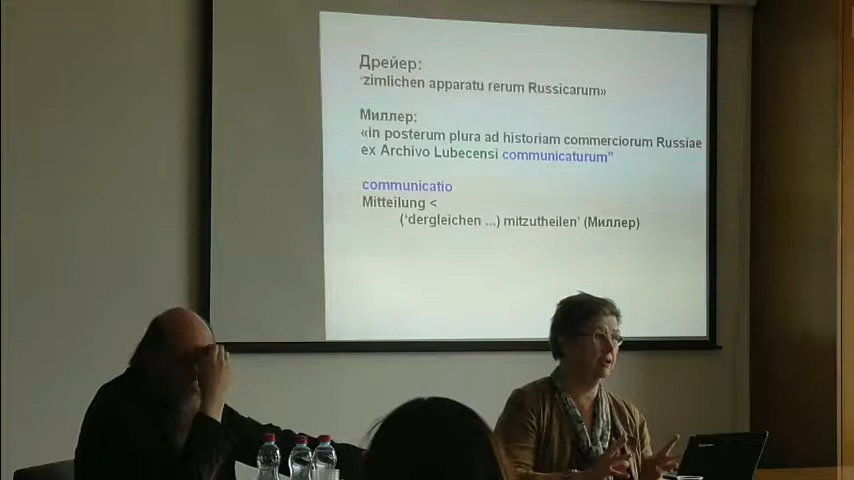 Дрейер:
'zimlichen apparatu rerum Russicarum»
Миллер:
«in posterum plura ad historiam commerciorum Russiae
ex Archivo Lubecensi communicaturum"
communicatio
Mitteilung <
('dergleichen ...) mitzutheilen' (Миллер)